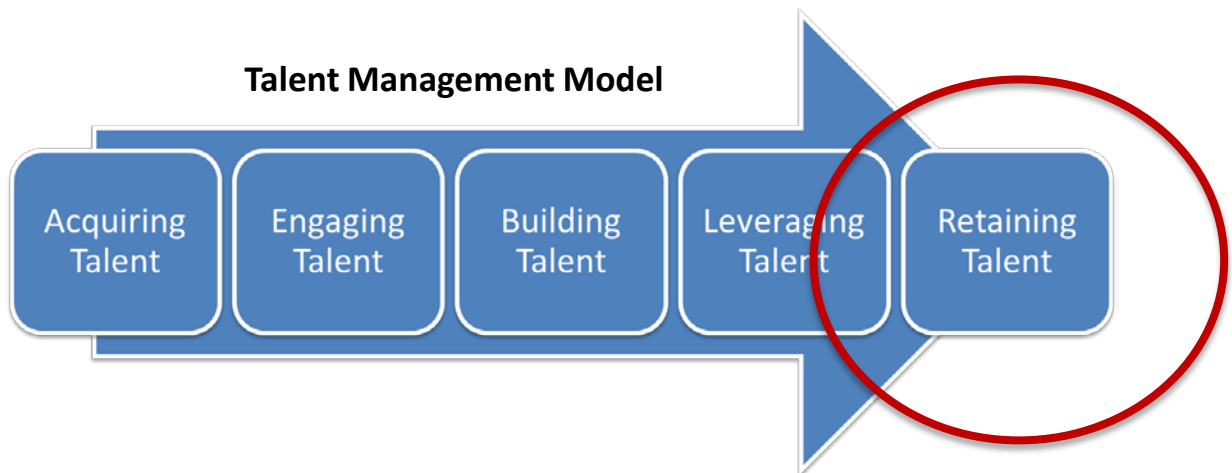 Talent Management Model
Acquiring
Talent
Engaging
Talent
Building
Talent
Leveraging
Talent
Retaining
Talent